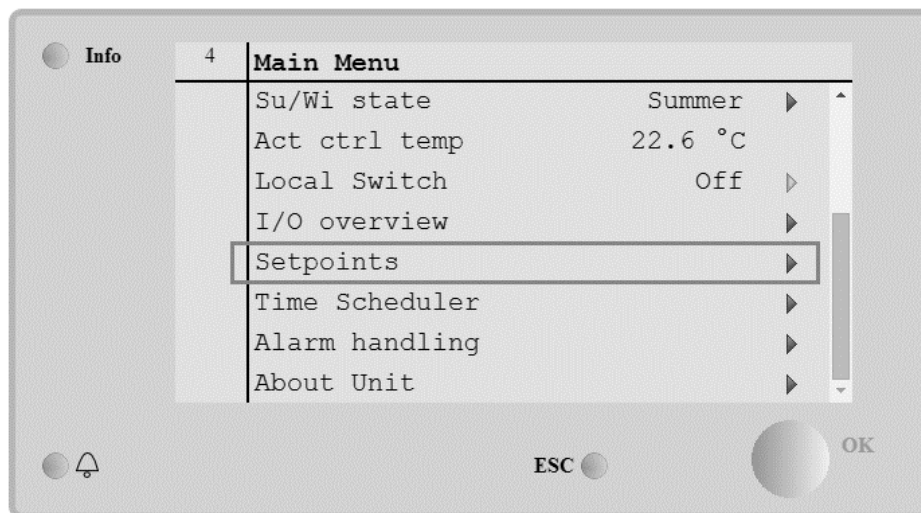 Info
4 Main Menu
Su/Wi state Summer
Act ctrl temp 22.6 °C
Local Switch Off
I/O overview
Setpoints
Time Scheduler
Alarm handling
About Unit
ESC
OK